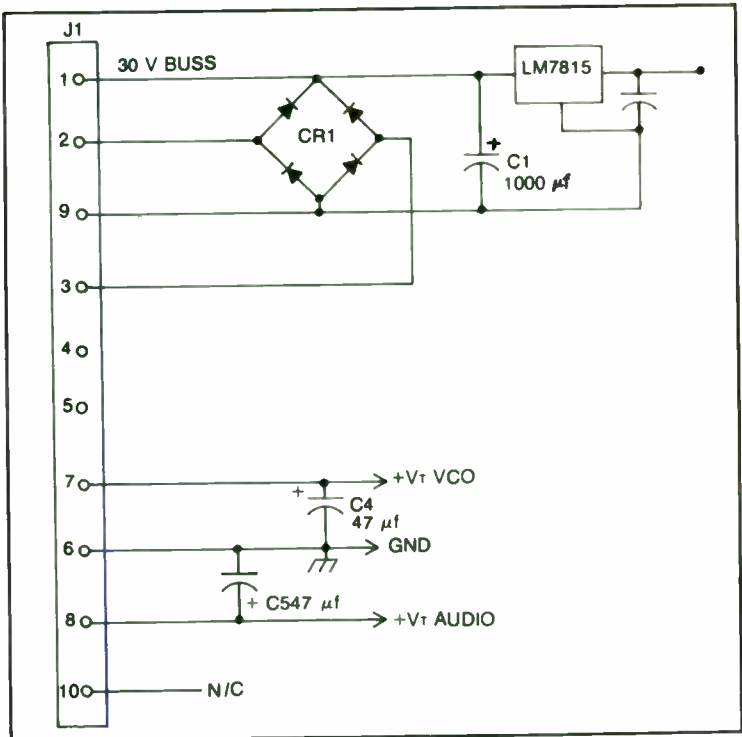 J1
1 30 V BUSS
LM7815
2
CR1
+
C1
1000 µf
9
3
4
5
7
+VT VCO
+
C4
47 µf
6
GND
+ C547 µf
8
+VT AUDIO
10
N/C